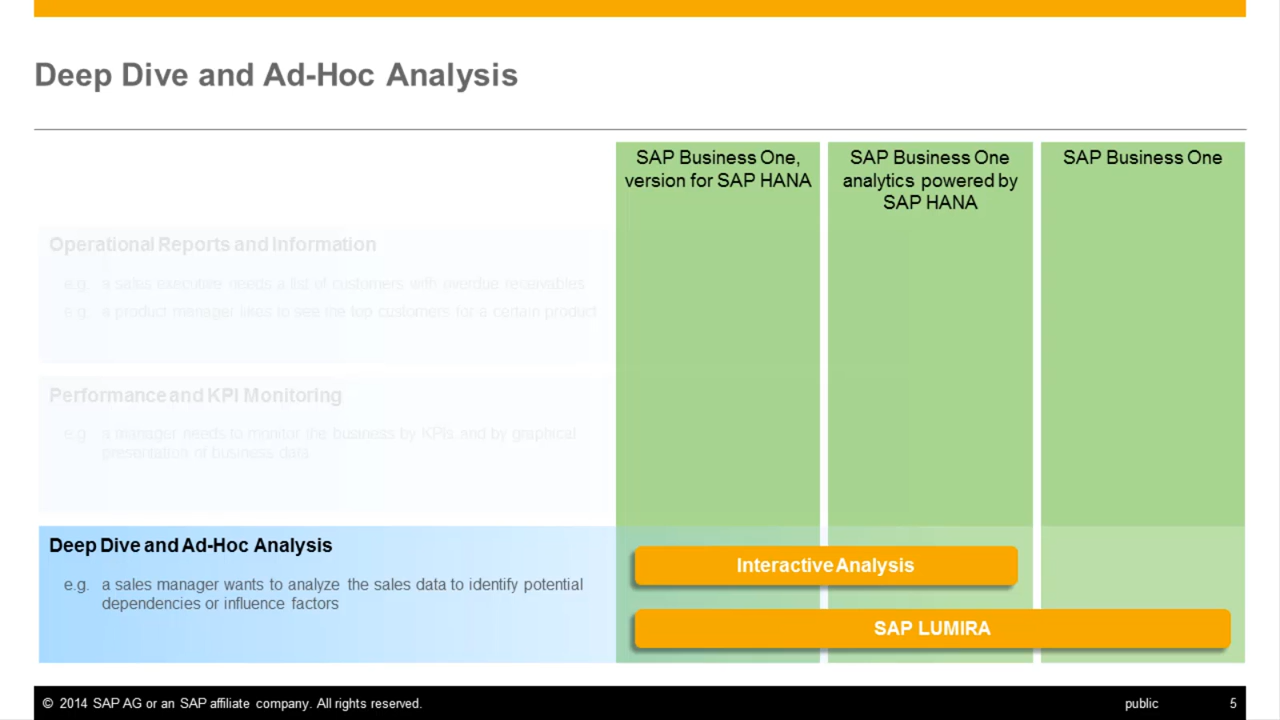 Deep Dive and Ad-Hoc Analysis
SAP Business One,
version for SAP HANA
SAP Business One
analytics powered by
SAP HANA
SAP Business One
Operational Reports and Information
e.g. a sales executive needs a list of customers with overdue receivables
e.g. a product manager likes to see the top customers for a certain product
Performance and KPI Monitoring
e.g. a manager needs to monitor the business by KPIs and by graphical
presentation of business data
Deep Dive and Ad-Hoc Analysis
e.g. a sales manager wants to analyze the sales data to identify potential
dependencies or influence factors
Interactive Analysis
SAP LUMIRA
© 2014 SAP AG or an SAP affiliate company. All rights reserved.
public
5